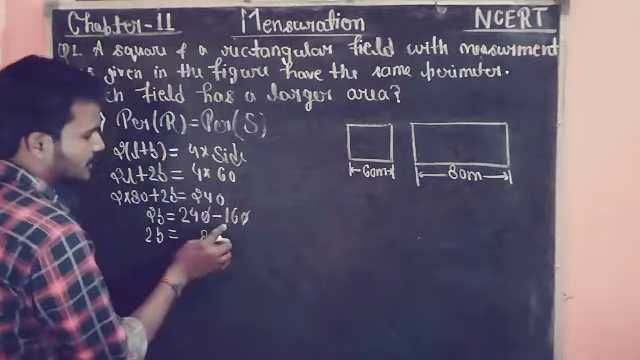 Chapter-11 Mensuration NCERT
Q1. A square & a rectangular field with measurment
given in the figure have the same perimeter.
field has a larger area?
Per(R) = Per(S)
2(l+b) = 4× Side
2l+2b = 4× 60
2×80+2b = 240
2b = 240-160
2b = 8
60m 80m